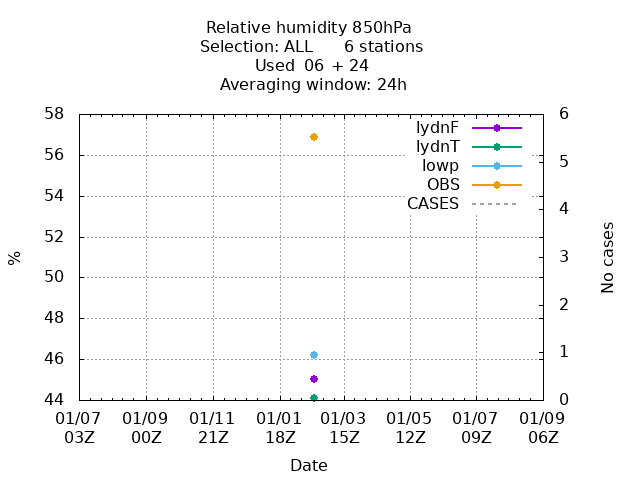 Relative humidity 850hPa
Selection: ALL 6 stations
Used 06 + 24
Averaging window: 24h
58
56
54
52
50
48
46
44
%
6
5
4
3
2
1
0
No cases
lydnF
lydnT
lowp
OBS
CASES
01/07 01/09 01/11 01/01 01/03 01/05 01/07 01/09
03Z 00Z 21Z 18Z 15Z 12Z 09Z 06Z
Date